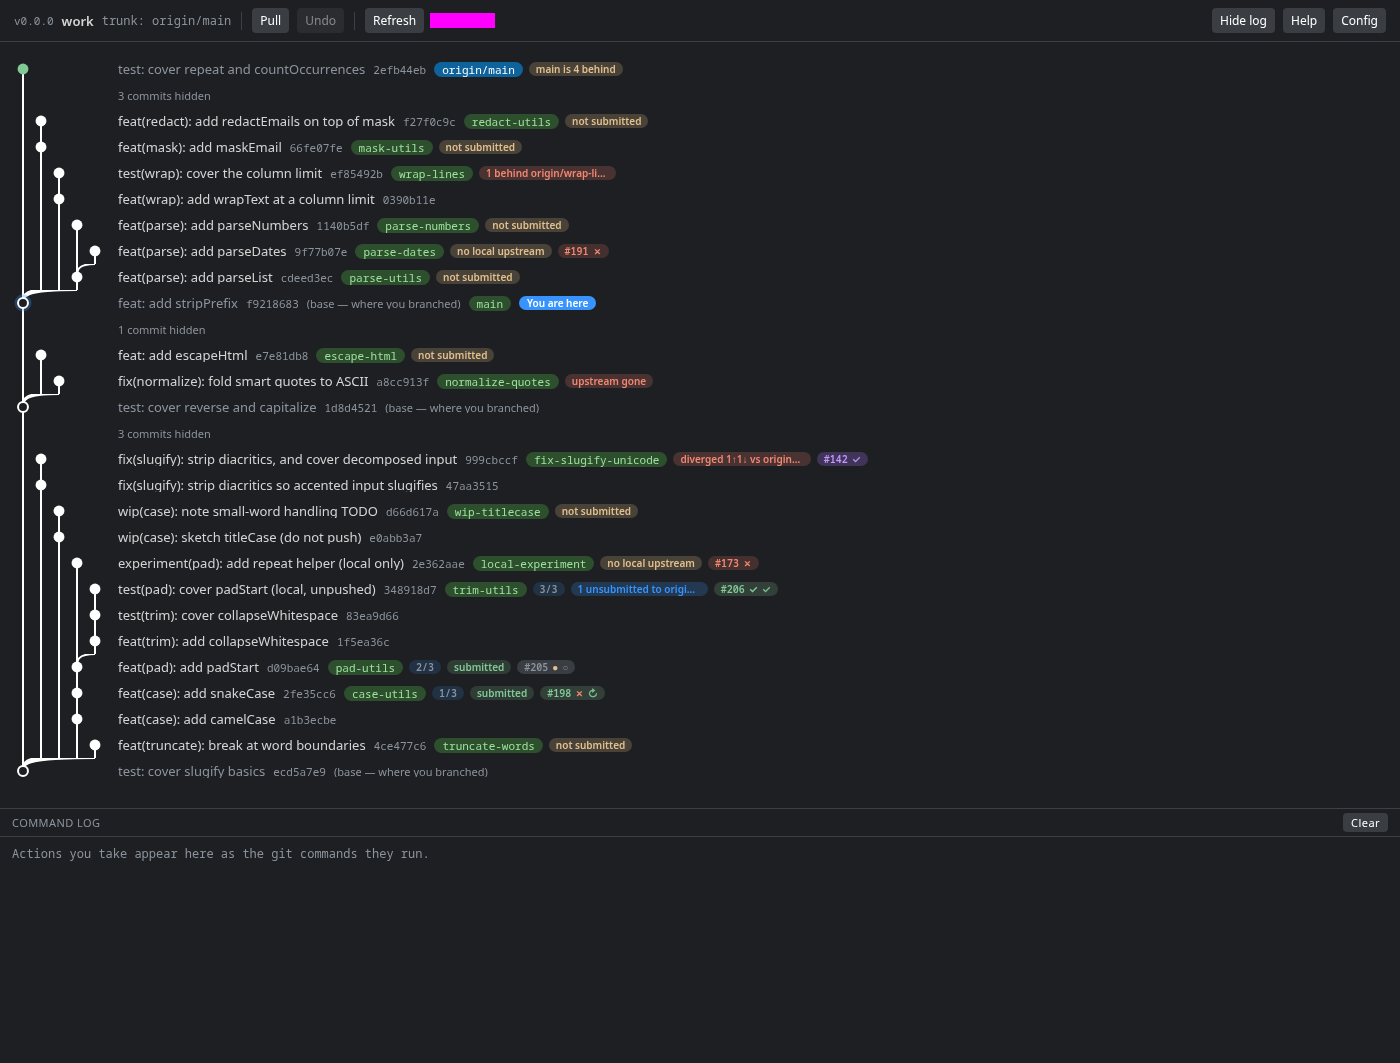 v0.0.0 work trunk: origin/main Pull Undo Refresh Hide log Help Config
test: cover repeat and countOccurrences 2efb44eb origin/main main is 4 behind
3 commits hidden
feat(redact): add redactEmails on top of mask f27f0c9c redact-utils not submitted
feat(mask): add maskEmail 66fe07fe mask-utils not submitted
test(wrap): cover the column limit ef85492b wrap-lines 1 behind origin/wrap-li...
feat(wrap): add wrapText at a column limit 0390b11e
feat(parse): add parseNumbers 1140b5df parse-numbers not submitted
feat(parse): add parseDates 9f77b07e parse-dates no local upstream #191 ×
feat(parse): add parseList cdeed3ec parse-utils not submitted
feat: add stripPrefix f9218683 (base — where you branched) main You are here
1 commit hidden
feat: add escapeHtml e7e81db8 escape-html not submitted
fix(normalize): fold smart quotes to ASCII a8cc913f normalize-quotes upstream gone
test: cover reverse and capitalize 1d8d4521 (base — where you branched)
3 commits hidden
fix(slugify): strip diacritics, and cover decomposed input 999cbccf fix-slugify-unicode diverged 1↑1↓ vs origin... #142 ✓
fix(slugify): strip diacritics so accented input slugifies 47aa3515
wip(case): note small-word handling TODO d66d617a wip-titlecase not submitted
wip(case): sketch titleCase (do not push) e0abb3a7
experiment(pad): add repeat helper (local only) 2e362aae local-experiment no local upstream #173 ×
test(pad): cover padStart (local, unpushed) 348918d7 trim-utils 3/3 1 unsubmitted to origi... #206 ✓ ✓
test(trim): cover collapseWhitespace 83ea9d66
feat(trim): add collapseWhitespace 1f5ea36c
feat(pad): add padStart d09bae64 pad-utils 2/3 submitted #205 ● ○
feat(case): add snakeCase 2fe35cc6 case-utils 1/3 submitted #198 × ↻
feat(case): add camelCase a1b3ecbe
feat(truncate): break at word boundaries 4ce477c6 truncate-words not submitted
test: cover slugify basics ecd5a7e9 (base — where you branched)
COMMAND LOG Clear
Actions you take appear here as the git commands they run.